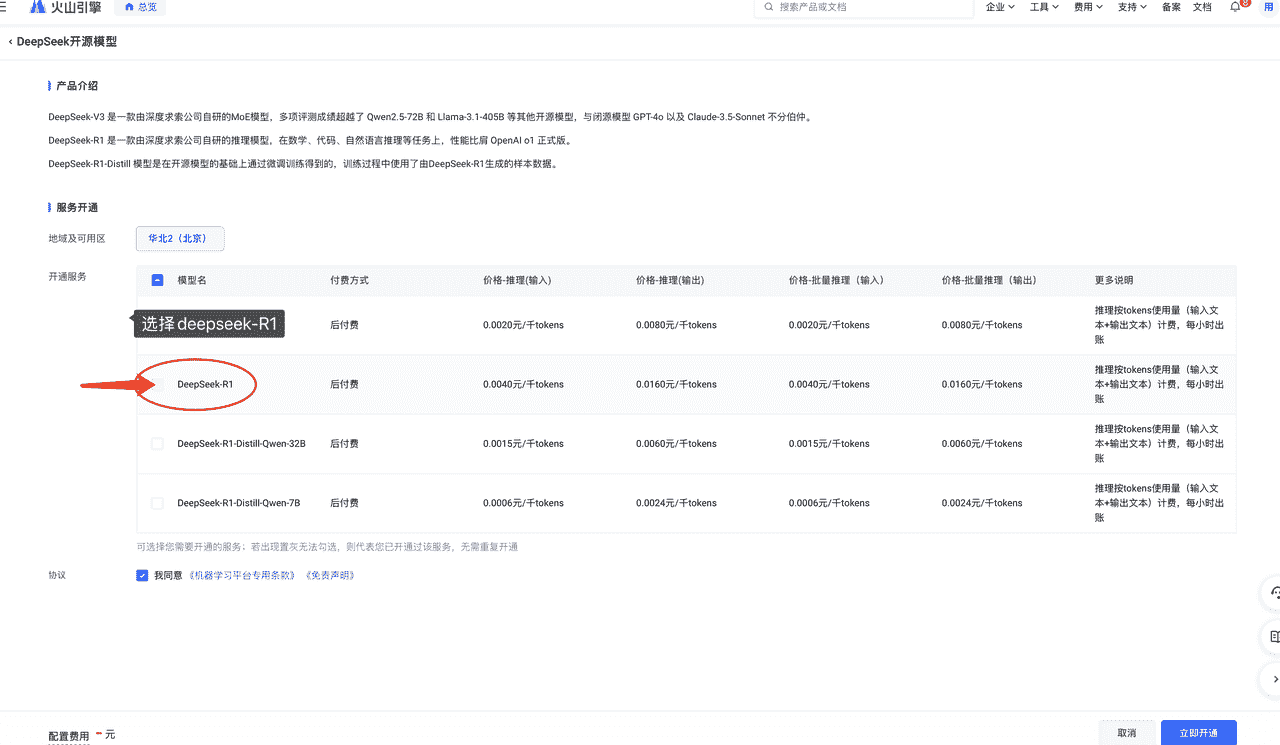 火山引擎
总览
搜索产品或文档
企业
工具
费用
支持
备案
文档
用
DeepSeek开源模型
产品介绍
DeepSeek-V3 是一款由深度求索公司自研的MoE模型，多项评测成绩超越了 Qwen2.5-72B 和 Llama-3.1-405B 等其他开源模型，与闭源模型 GPT-4o 以及 Claude-3.5-Sonnet 不分伯仲。
DeepSeek-R1 是一款由深度求索公司自研的推理模型，在数学、代码、自然语言推理等任务上，性能比肩 OpenAI o1 正式版。
DeepSeek-R1-Distill 模型是在开源模型的基础上通过微调训练得到的，训练过程中使用了由DeepSeek-R1生成的样本数据。
服务开通
地域及可用区
华北2（北京）
开通服务
模型名
付费方式
价格-推理(输入)
价格-推理(输出)
价格-批量推理（输入）
价格-批量推理（输出）
更多说明
选择deepseek-R1
后付费
0.0020元/千tokens
0.0080元/千tokens
0.0020元/千tokens
0.0080元/千tokens
推理按tokens使用量（输入文
本+输出文本）计费，每小时出
账
DeepSeek-R1
后付费
0.0040元/千tokens
0.0160元/千tokens
0.0040元/千tokens
0.0160元/千tokens
推理按tokens使用量（输入文
本+输出文本）计费，每小时出
账
DeepSeek-R1-Distill-Qwen-32B
后付费
0.0015元/千tokens
0.0060元/千tokens
0.0015元/千tokens
0.0060元/千tokens
推理按tokens使用量（输入文
本+输出文本）计费，每小时出
账
DeepSeek-R1-Distill-Qwen-7B
后付费
0.0006元/千tokens
0.0024元/千tokens
0.0006元/千tokens
0.0024元/千tokens
推理按tokens使用量（输入文
本+输出文本）计费，每小时出
账
可选择您需要开通的服务；若出现置灰无法勾选，则代表您已开通过该服务，无需重复开通
协议
我同意 《机器学习平台专用条款》 《免责声明》
配置费用 - 元
取消
立即开通